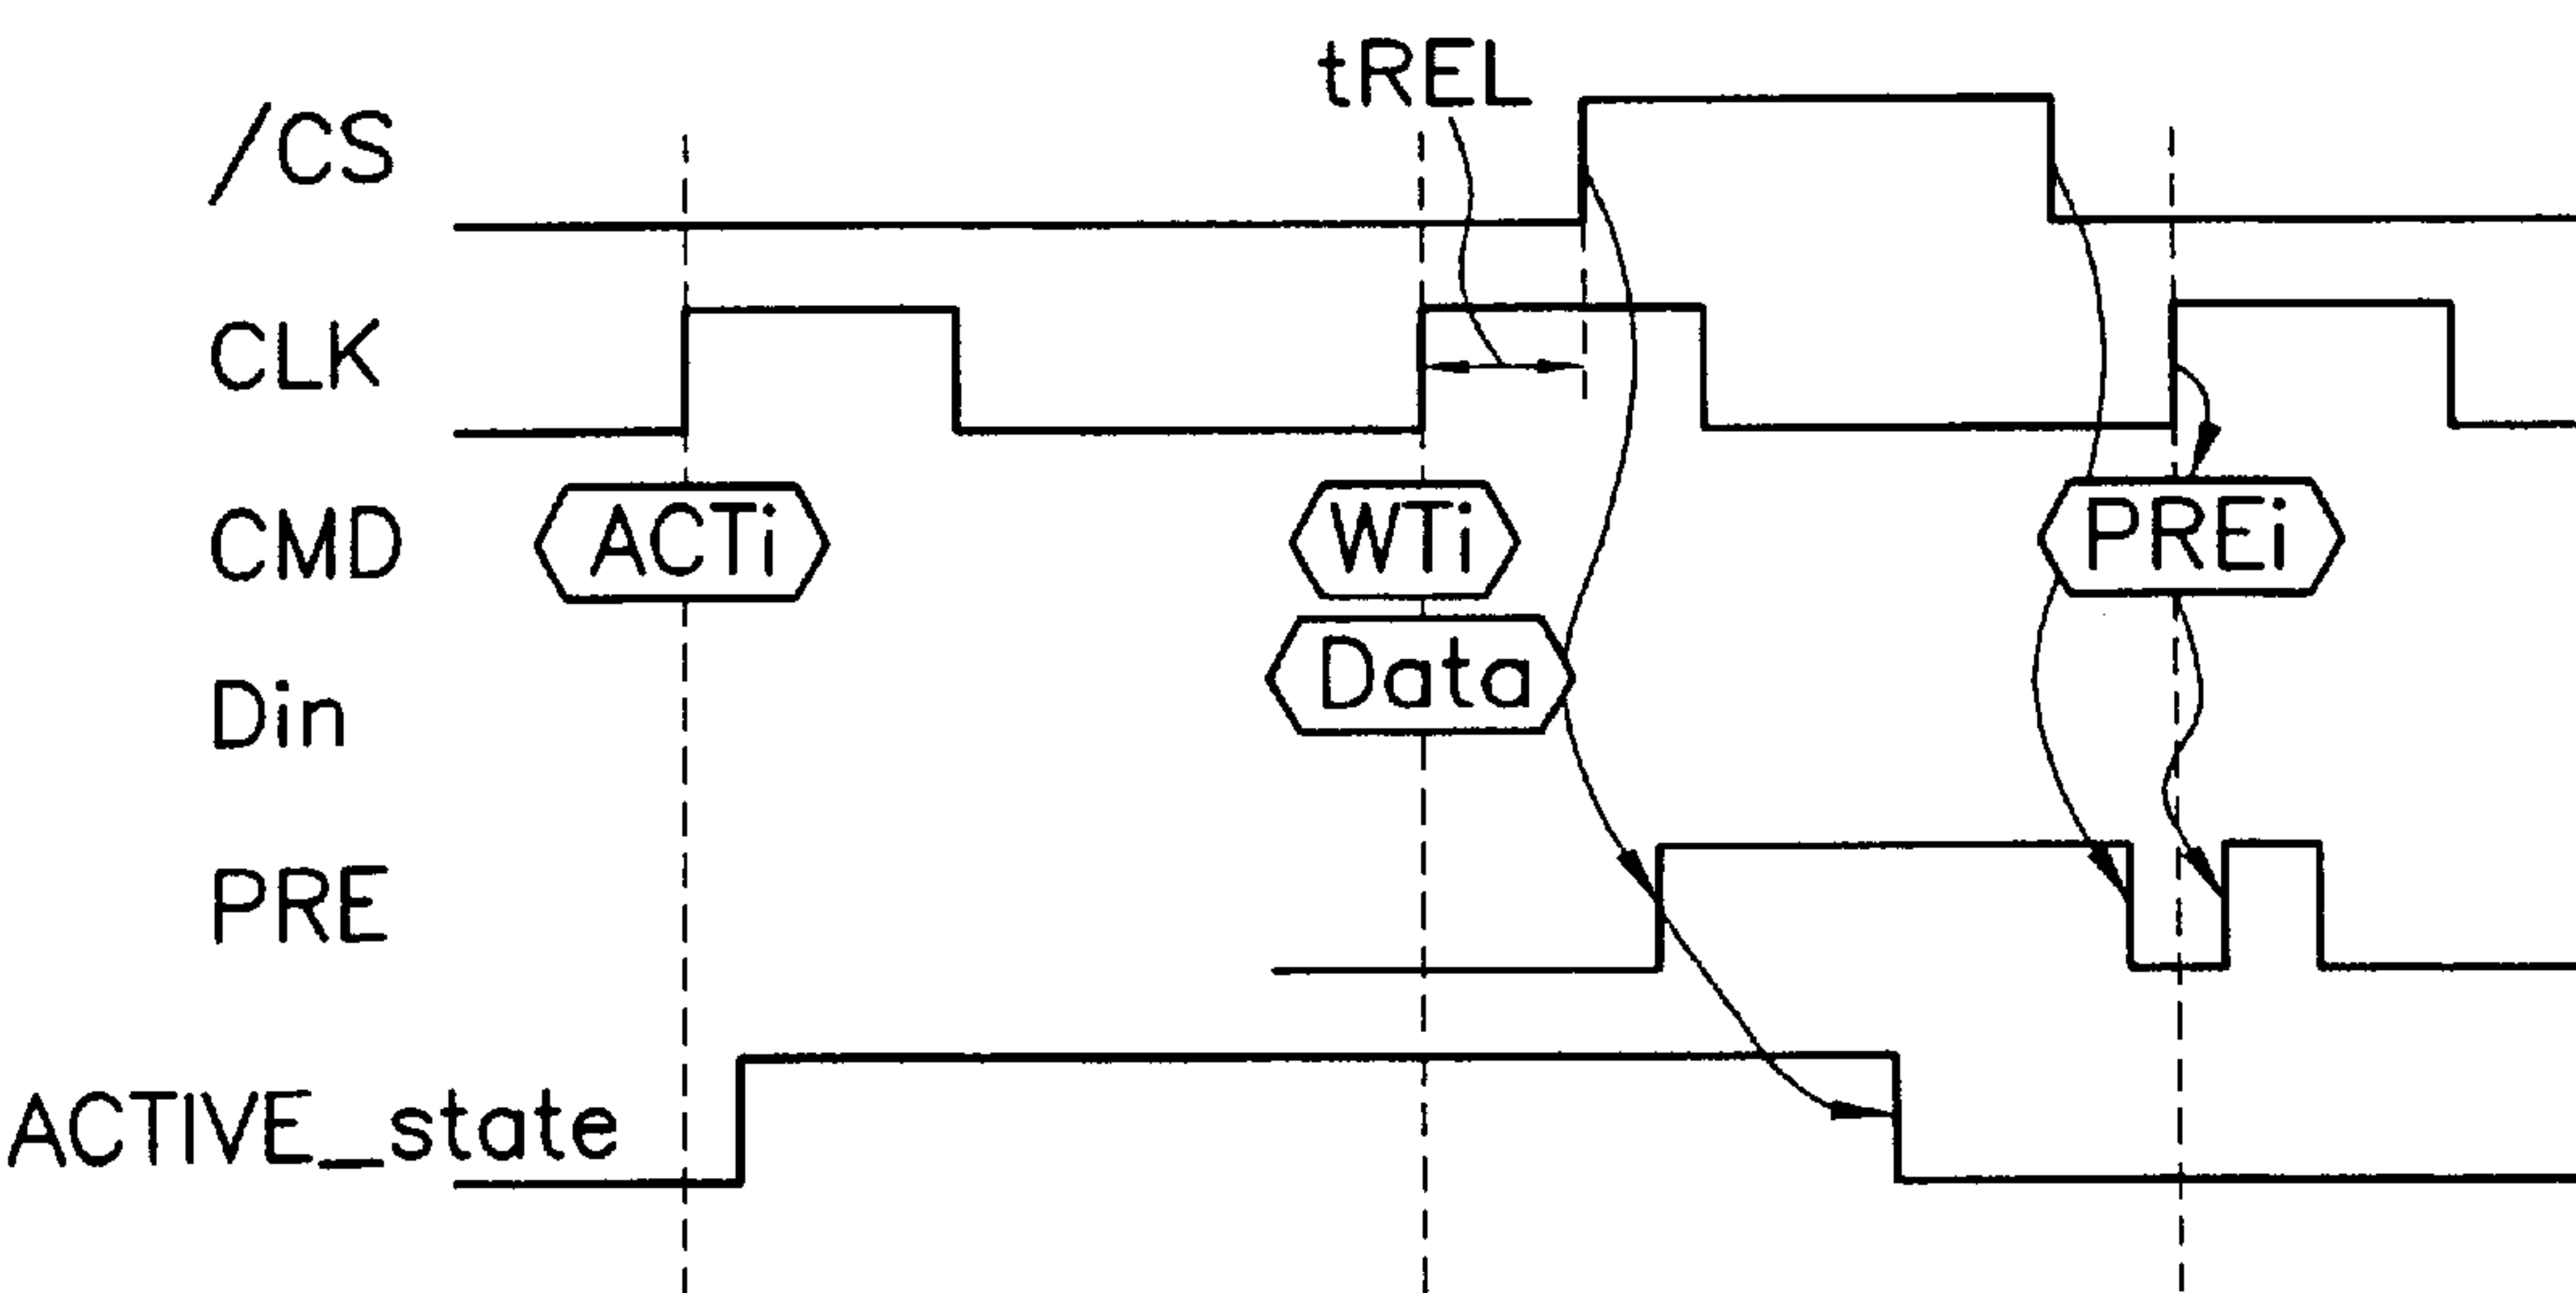 tREL
/CS
CLK
CMD ACTi WTi PREi
Din Data
PRE
ACTIVE_state